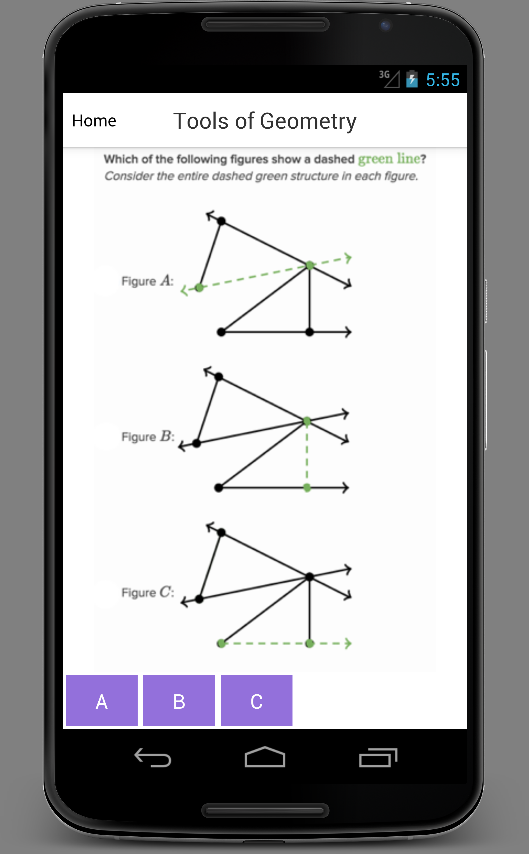 3G 5:55
Home Tools of Geometry
Which of the following figures show a dashed green line?
Consider the entire dashed green structure in each figure.
Figure A:
Figure B:
Figure C:
A B C